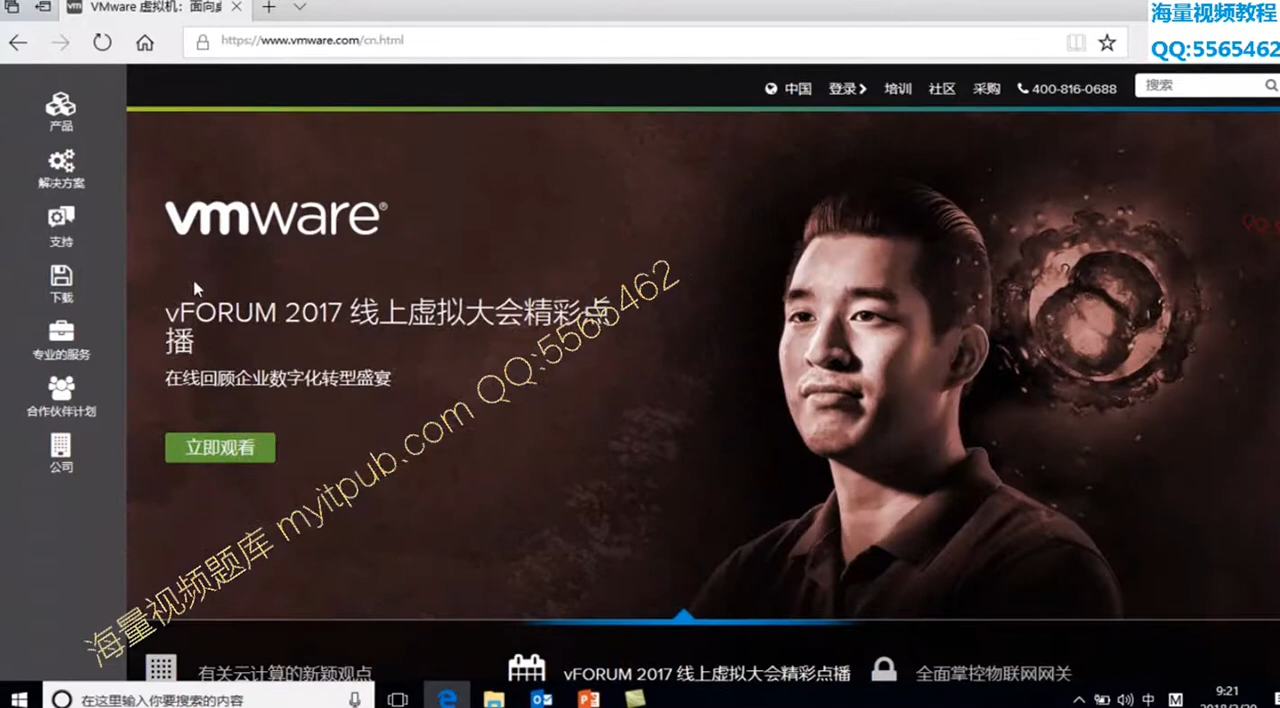 VMware 虚拟机：面向桌
海量视频教程
https://www.vmware.com/cn.html
QQ:5565462
中国 登录 培训 社区 采购 400-816-0688 搜索
产品
解决方案
支持
下载
专业的服务
合作伙伴计划
公司
vmware®
vFORUM 2017 线上虚拟大会精彩点
播
在线回顾企业数字化转型盛宴
立即观看
海量视频题库 myitpub.com QQ:5565462
有关云计算的新颖观点 vFORUM 2017 线上虚拟大会精彩点播 全面掌控物联网网关
在这里输入你要搜索的内容 中 M 9:21